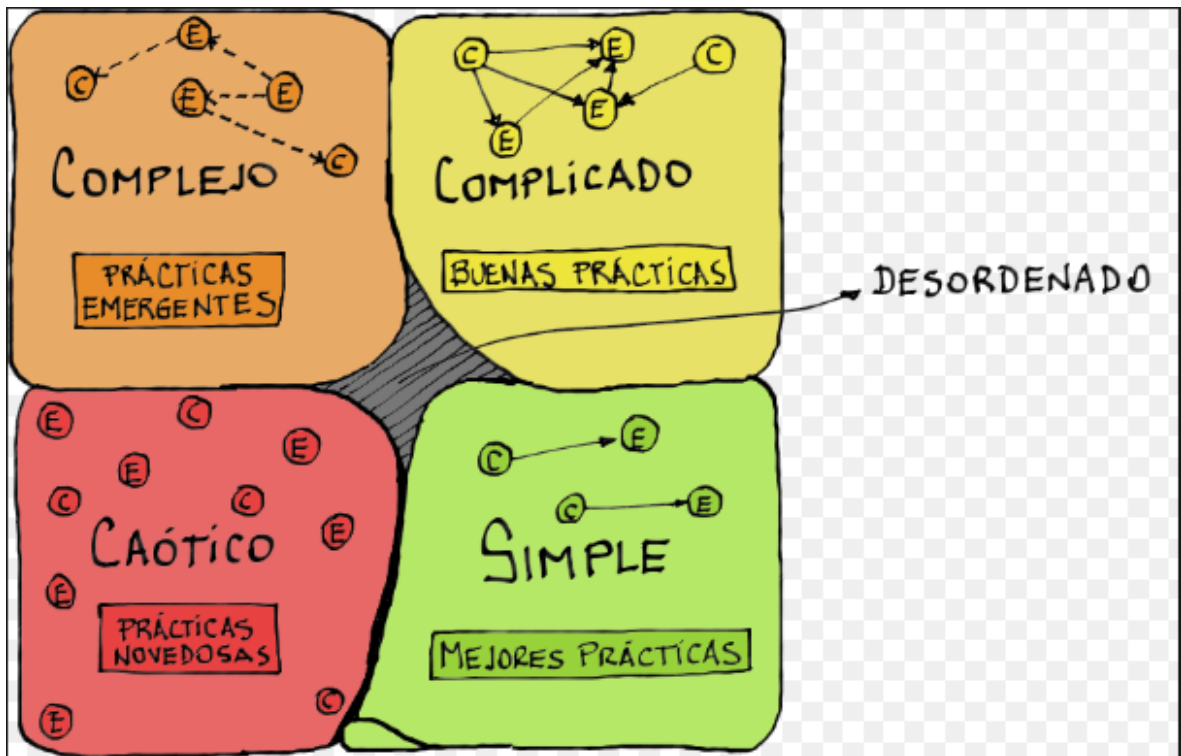 E
C
E
E
C
COMPLEJO
PRÁCTICAS
EMERGENTES
C
E
C
E
E
COMPLICADO
BUENAS PRÁCTICAS
DESORDENADO
E
C
E
E
C
C
E
CAÓTICO
E
PRÁCTICAS
NOVEDOSAS
E
C
C
E
C
E
SIMPLE
MEJORES PRÁCTICAS